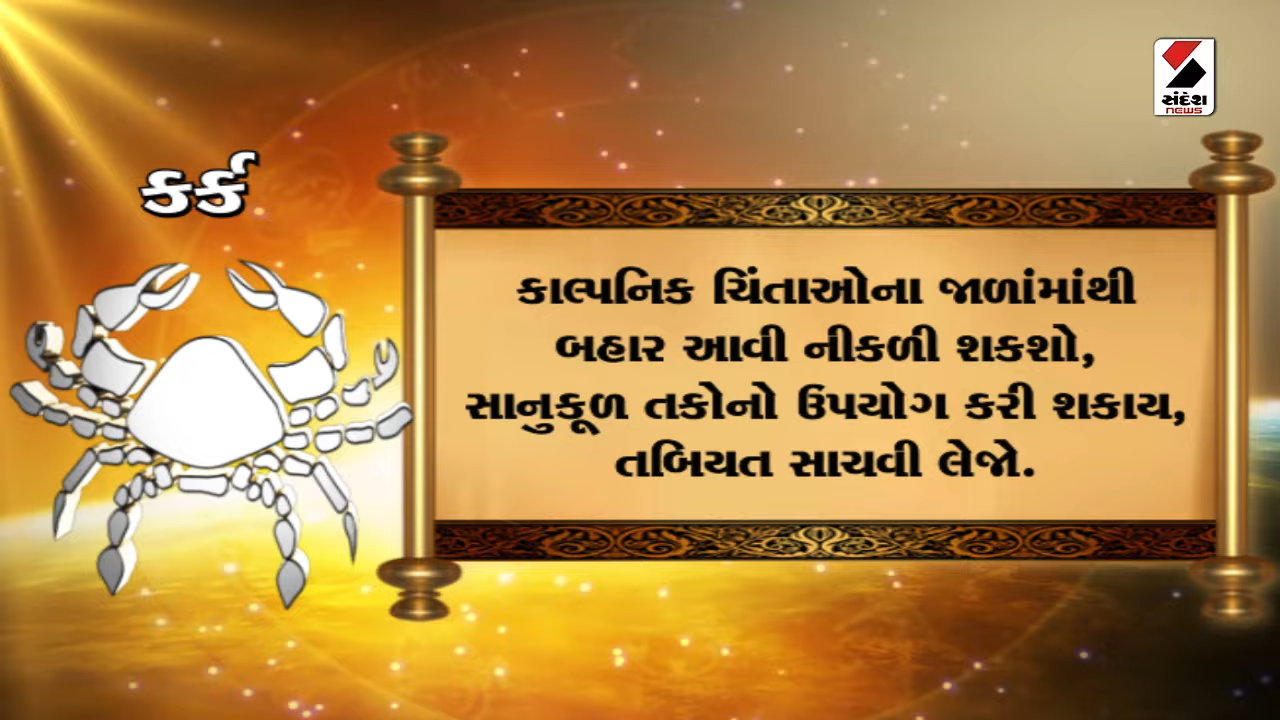 સંદેશ
NEWS
કર્ક
કાલ્પનિક ચિંતાઓના જાળાંમાંથી
બહાર આવી નીકળી શકશો,
સાનુકૂળ તકોનો ઉપયોગ કરી શકાય,
તબિયત સાચવી લેજો.